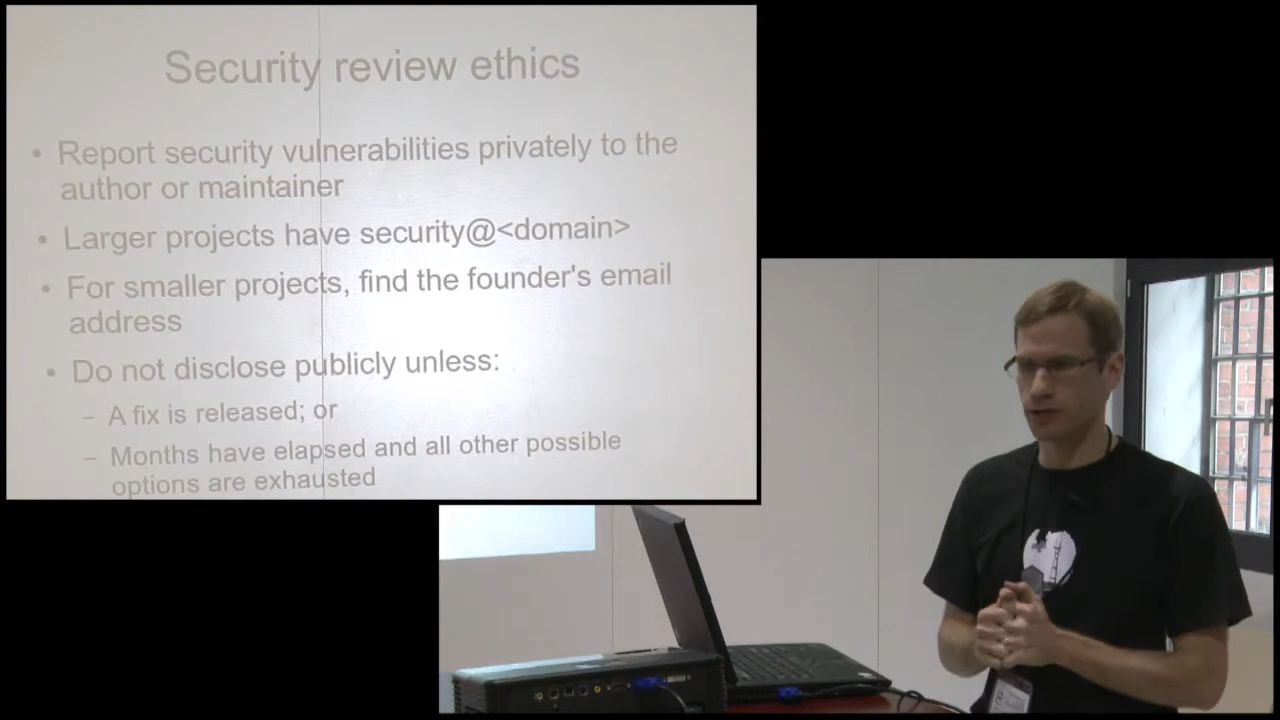 Security review ethics
• Report security vulnerabilities privately to the
author or maintainer
• Larger projects have security@<domain>
• For smaller projects, find the founder's email
address
• Do not disclose publicly unless:
– A fix is released; or
– Months have elapsed and all other possible
options are exhausted